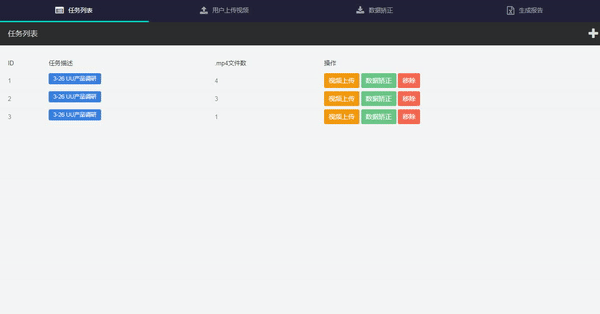 任务列表 用户上传视频 数据矫正 生成报告
任务列表
ID 任务描述 .mp4文件数 操作
1 3-26 UU产品调研 4 视频上传 数据矫正 移除
2 3-26 UU产品调研 3 视频上传 数据矫正 移除
3 3-26 UU产品调研 1 视频上传 数据矫正 移除